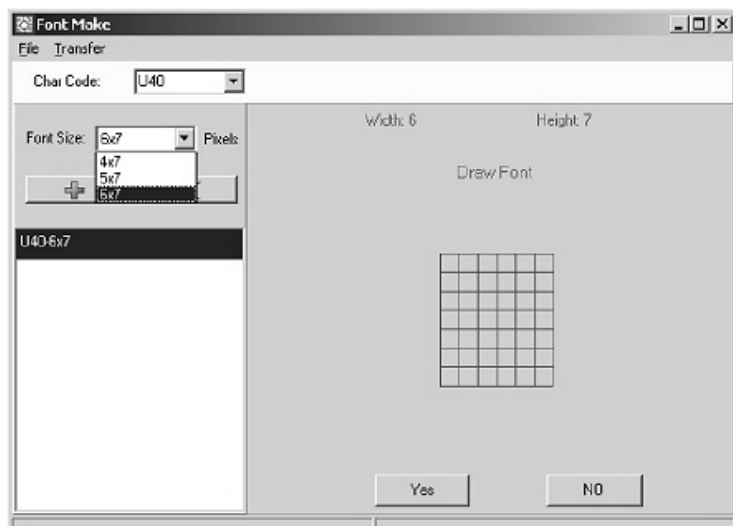 Font Make
File Transfer
Char Code: U40
Font Size: 6x7 Pixels
4x7
5x7
6x7
U40-6x7
Width: 6 Height: 7
Draw Font
Yes NO